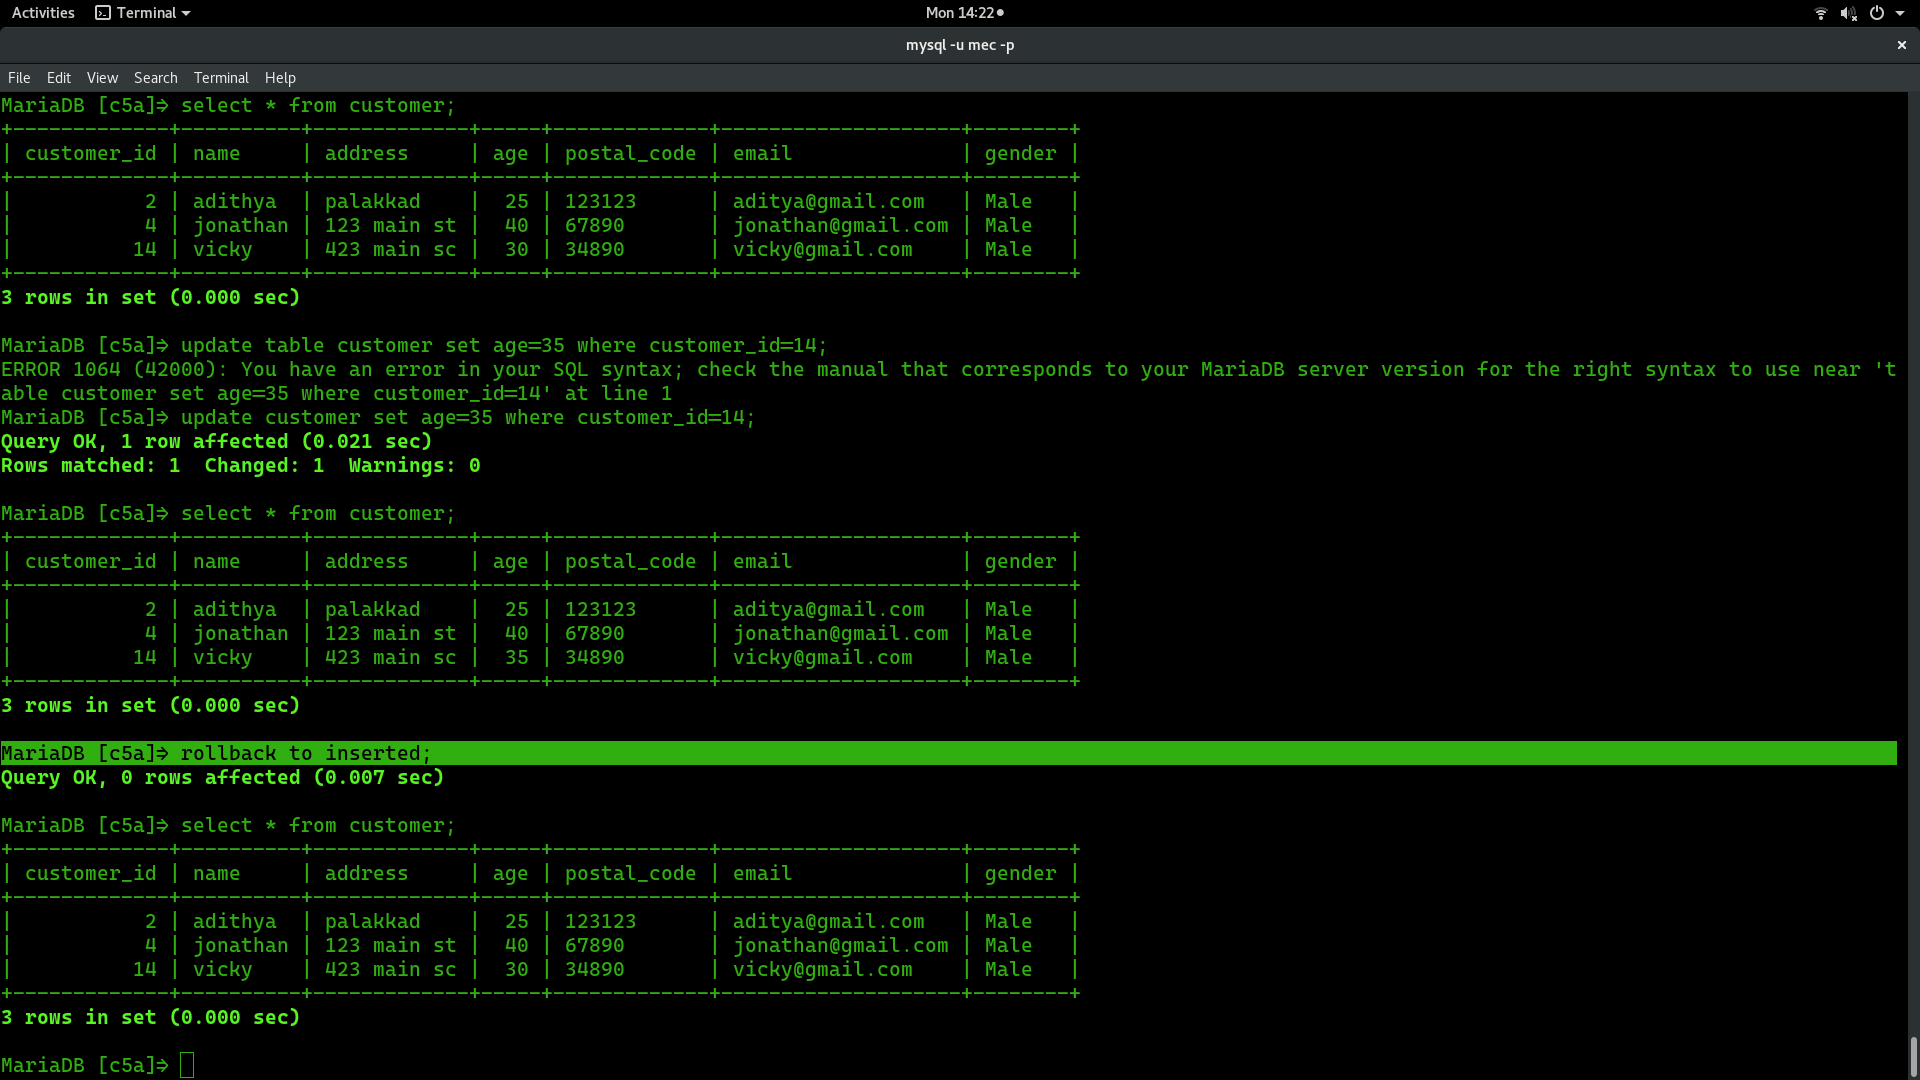 Activities Terminal Mon 14:22
mysql -u mec -p
File Edit View Search Terminal Help
MariaDB [c5a]> select * from customer;
+-------------+----------+-------------+-----+-------------+--------------------+--------+
| customer_id | name     | address     | age | postal_code | email              | gender |
+-------------+----------+-------------+-----+-------------+--------------------+--------+
|           2 | adithya  | palakkad    |  25 | 123123      | aditya@gmail.com   | Male   |
|           4 | jonathan | 123 main st |  40 | 67890       | jonathan@gmail.com | Male   |
|          14 | vicky    | 423 main sc |  30 | 34890       | vicky@gmail.com    | Male   |
+-------------+----------+-------------+-----+-------------+--------------------+--------+
3 rows in set (0.000 sec)
MariaDB [c5a]> update table customer set age=35 where customer_id=14;
ERROR 1064 (42000): You have an error in your SQL syntax; check the manual that corresponds to your MariaDB server version for the right syntax to use near 't
able customer set age=35 where customer_id=14' at line 1
MariaDB [c5a]> update customer set age=35 where customer_id=14;
Query OK, 1 row affected (0.021 sec)
Rows matched: 1  Changed: 1  Warnings: 0
MariaDB [c5a]> select * from customer;
+-------------+----------+-------------+-----+-------------+--------------------+--------+
| customer_id | name     | address     | age | postal_code | email              | gender |
+-------------+----------+-------------+-----+-------------+--------------------+--------+
|           2 | adithya  | palakkad    |  25 | 123123      | aditya@gmail.com   | Male   |
|           4 | jonathan | 123 main st |  40 | 67890       | jonathan@gmail.com | Male   |
|          14 | vicky    | 423 main sc |  35 | 34890       | vicky@gmail.com    | Male   |
+-------------+----------+-------------+-----+-------------+--------------------+--------+
3 rows in set (0.000 sec)
MariaDB [c5a]> rollback to inserted;
Query OK, 0 rows affected (0.007 sec)
MariaDB [c5a]> select * from customer;
+-------------+----------+-------------+-----+-------------+--------------------+--------+
| customer_id | name     | address     | age | postal_code | email              | gender |
+-------------+----------+-------------+-----+-------------+--------------------+--------+
|           2 | adithya  | palakkad    |  25 | 123123      | aditya@gmail.com   | Male   |
|           4 | jonathan | 123 main st |  40 | 67890       | jonathan@gmail.com | Male   |
|          14 | vicky    | 423 main sc |  30 | 34890       | vicky@gmail.com    | Male   |
+-------------+----------+-------------+-----+-------------+--------------------+--------+
3 rows in set (0.000 sec)
MariaDB [c5a]>